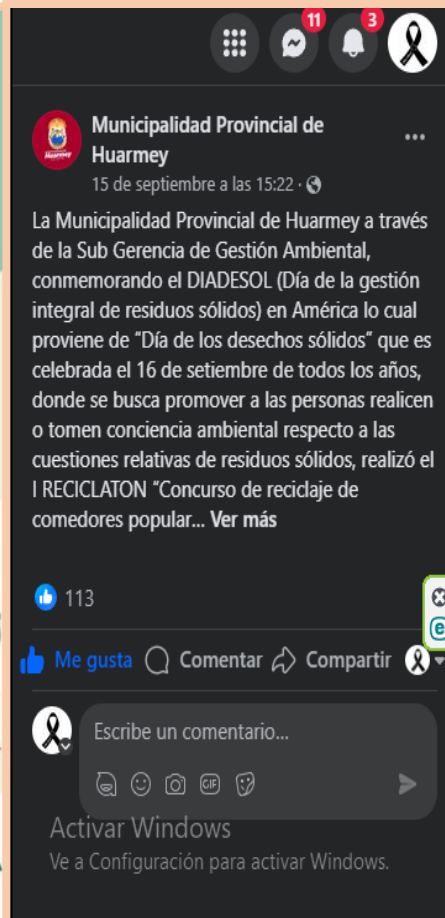 11
3
Municipalidad Provincial de
Huarmey
15 de septiembre a las 15:22 ·
La Municipalidad Provincial de Huarmey a través
de la Sub Gerencia de Gestión Ambiental,
conmemorando el DIADESOL (Día de la gestión
integral de residuos sólidos) en América lo cual
proviene de “Día de los desechos sólidos” que es
celebrada el 16 de setiembre de todos los años,
donde se busca promover a las personas realicen
o tomen conciencia ambiental respecto a las
cuestiones relativas de residuos sólidos, realizó el
I RECICLATON “Concurso de reciclaje de
comedores popular... Ver más
113
Me gusta Comentar Compartir
Escribe un comentario...
GIF
Activar Windows
Ve a Configuración para activar Windows.